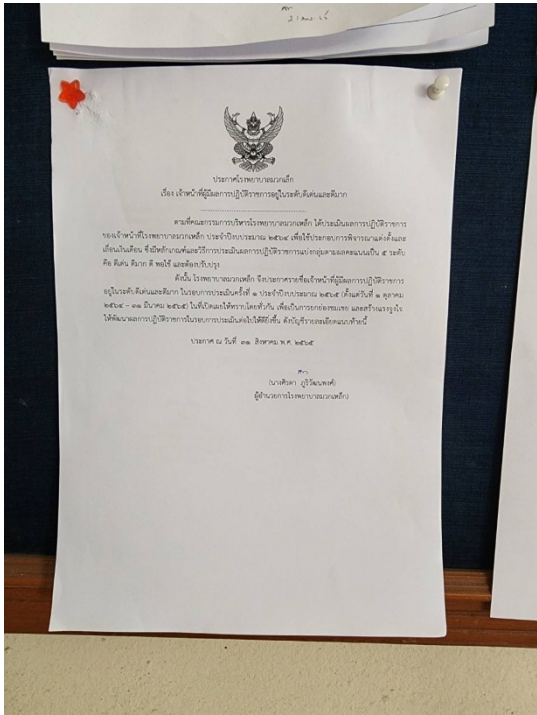 ประกาศโรงพยาบาลมวกเหล็ก
เรื่อง เจ้าหน้าที่ผู้มีผลการปฏิบัติราชการอยู่ในระดับดีเด่นและดีมาก
ตามที่คณะกรรมการบริหารโรงพยาบาลมวกเหล็ก ได้ประเมินผลการปฏิบัติราชการ
ของเจ้าหน้าที่โรงพยาบาลมวกเหล็ก ประจำปีงบประมาณ ๒๕๖๕ เพื่อใช้ประกอบการพิจารณาแต่งตั้งและ
เลื่อนเงินเดือน ซึ่งมีหลักเกณฑ์และวิธีการประเมินผลการปฏิบัติราชการแบ่งกลุ่มตามผลคะแนนเป็น ๕ ระดับ
คือ ดีเด่น ดีมาก ดี พอใช้ และต้องปรับปรุง
ดังนั้น โรงพยาบาลมวกเหล็ก จึงประกาศรายชื่อเจ้าหน้าที่ผู้มีผลการปฏิบัติราชการ
อยู่ในระดับดีเด่นและดีมาก ในรอบการประเมินครั้งที่ ๑ ประจำปีงบประมาณ ๒๕๖๕ (ตั้งแต่วันที่ ๑ ตุลาคม
๒๕๖๔ – ๓๑ มีนาคม ๒๕๖๕) ในที่เปิดเผยให้ทราบโดยทั่วกัน เพื่อเป็นการยกย่องชมเชย และสร้างแรงจูงใจ
ให้พัฒนาผลการปฏิบัติราชการในรอบการประเมินต่อไปให้ดียิ่งขึ้น ดังบัญชีรายละเอียดแนบท้ายนี้
ประกาศ ณ วันที่ ๓๑ สิงหาคม พ.ศ. ๒๕๖๕
(นางศิรดา ภูริวัฒนพงศ์)
ผู้อำนวยการโรงพยาบาลมวกเหล็ก